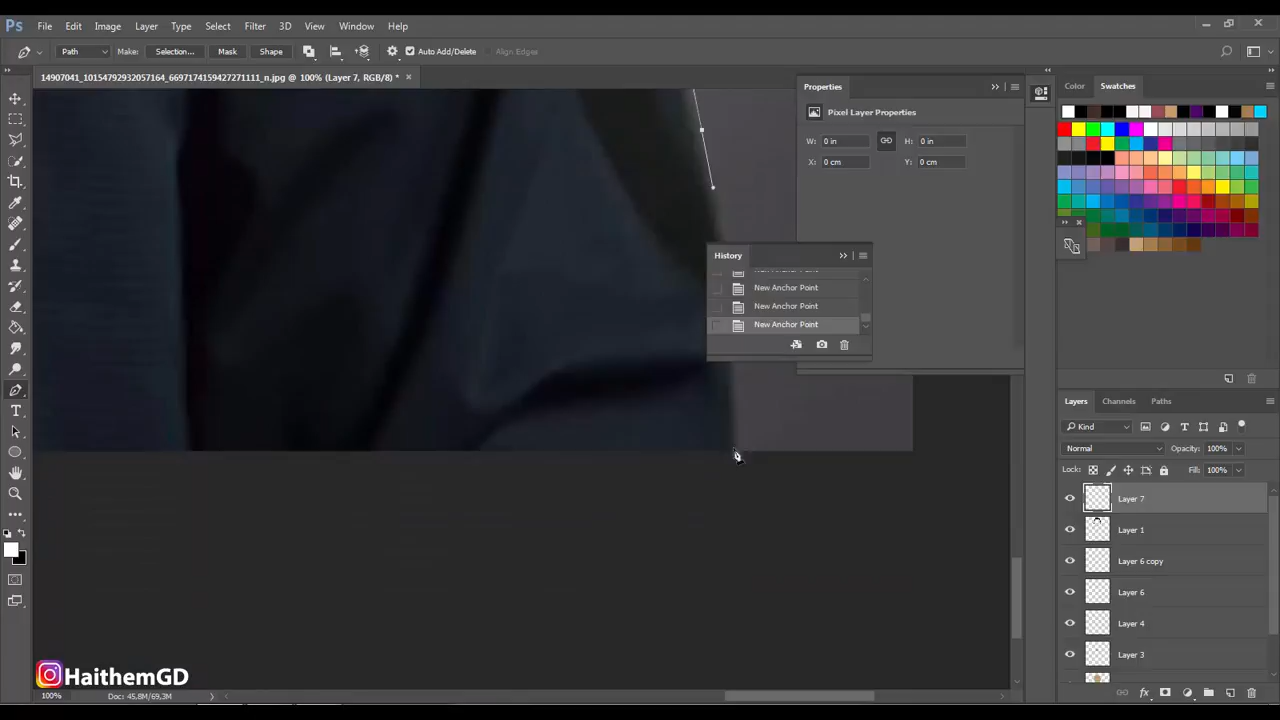 Ps File Edit Image Layer Type Select Filter 3D View Window Help
Path Make: Selection... Mask Shape Auto Add/Delete Align Edges
14907041_10154792932057164_6697174159427271111_n.jpg @ 100% (Layer 7, RGB/8) *
Properties
Color Swatches
Pixel Layer Properties
W: 0 in H: 0 in
X: 0 cm Y: 0 cm
History
New Anchor Point
New Anchor Point
New Anchor Point
New Anchor Point
Layers Channels Paths
Kind
Normal Opacity: 100%
Lock: Fill: 100%
Layer 7
Layer 1
Layer 6 copy
Layer 6
Layer 4
Layer 3
HaithemGD
100% Doc: 45.8M/69.3M